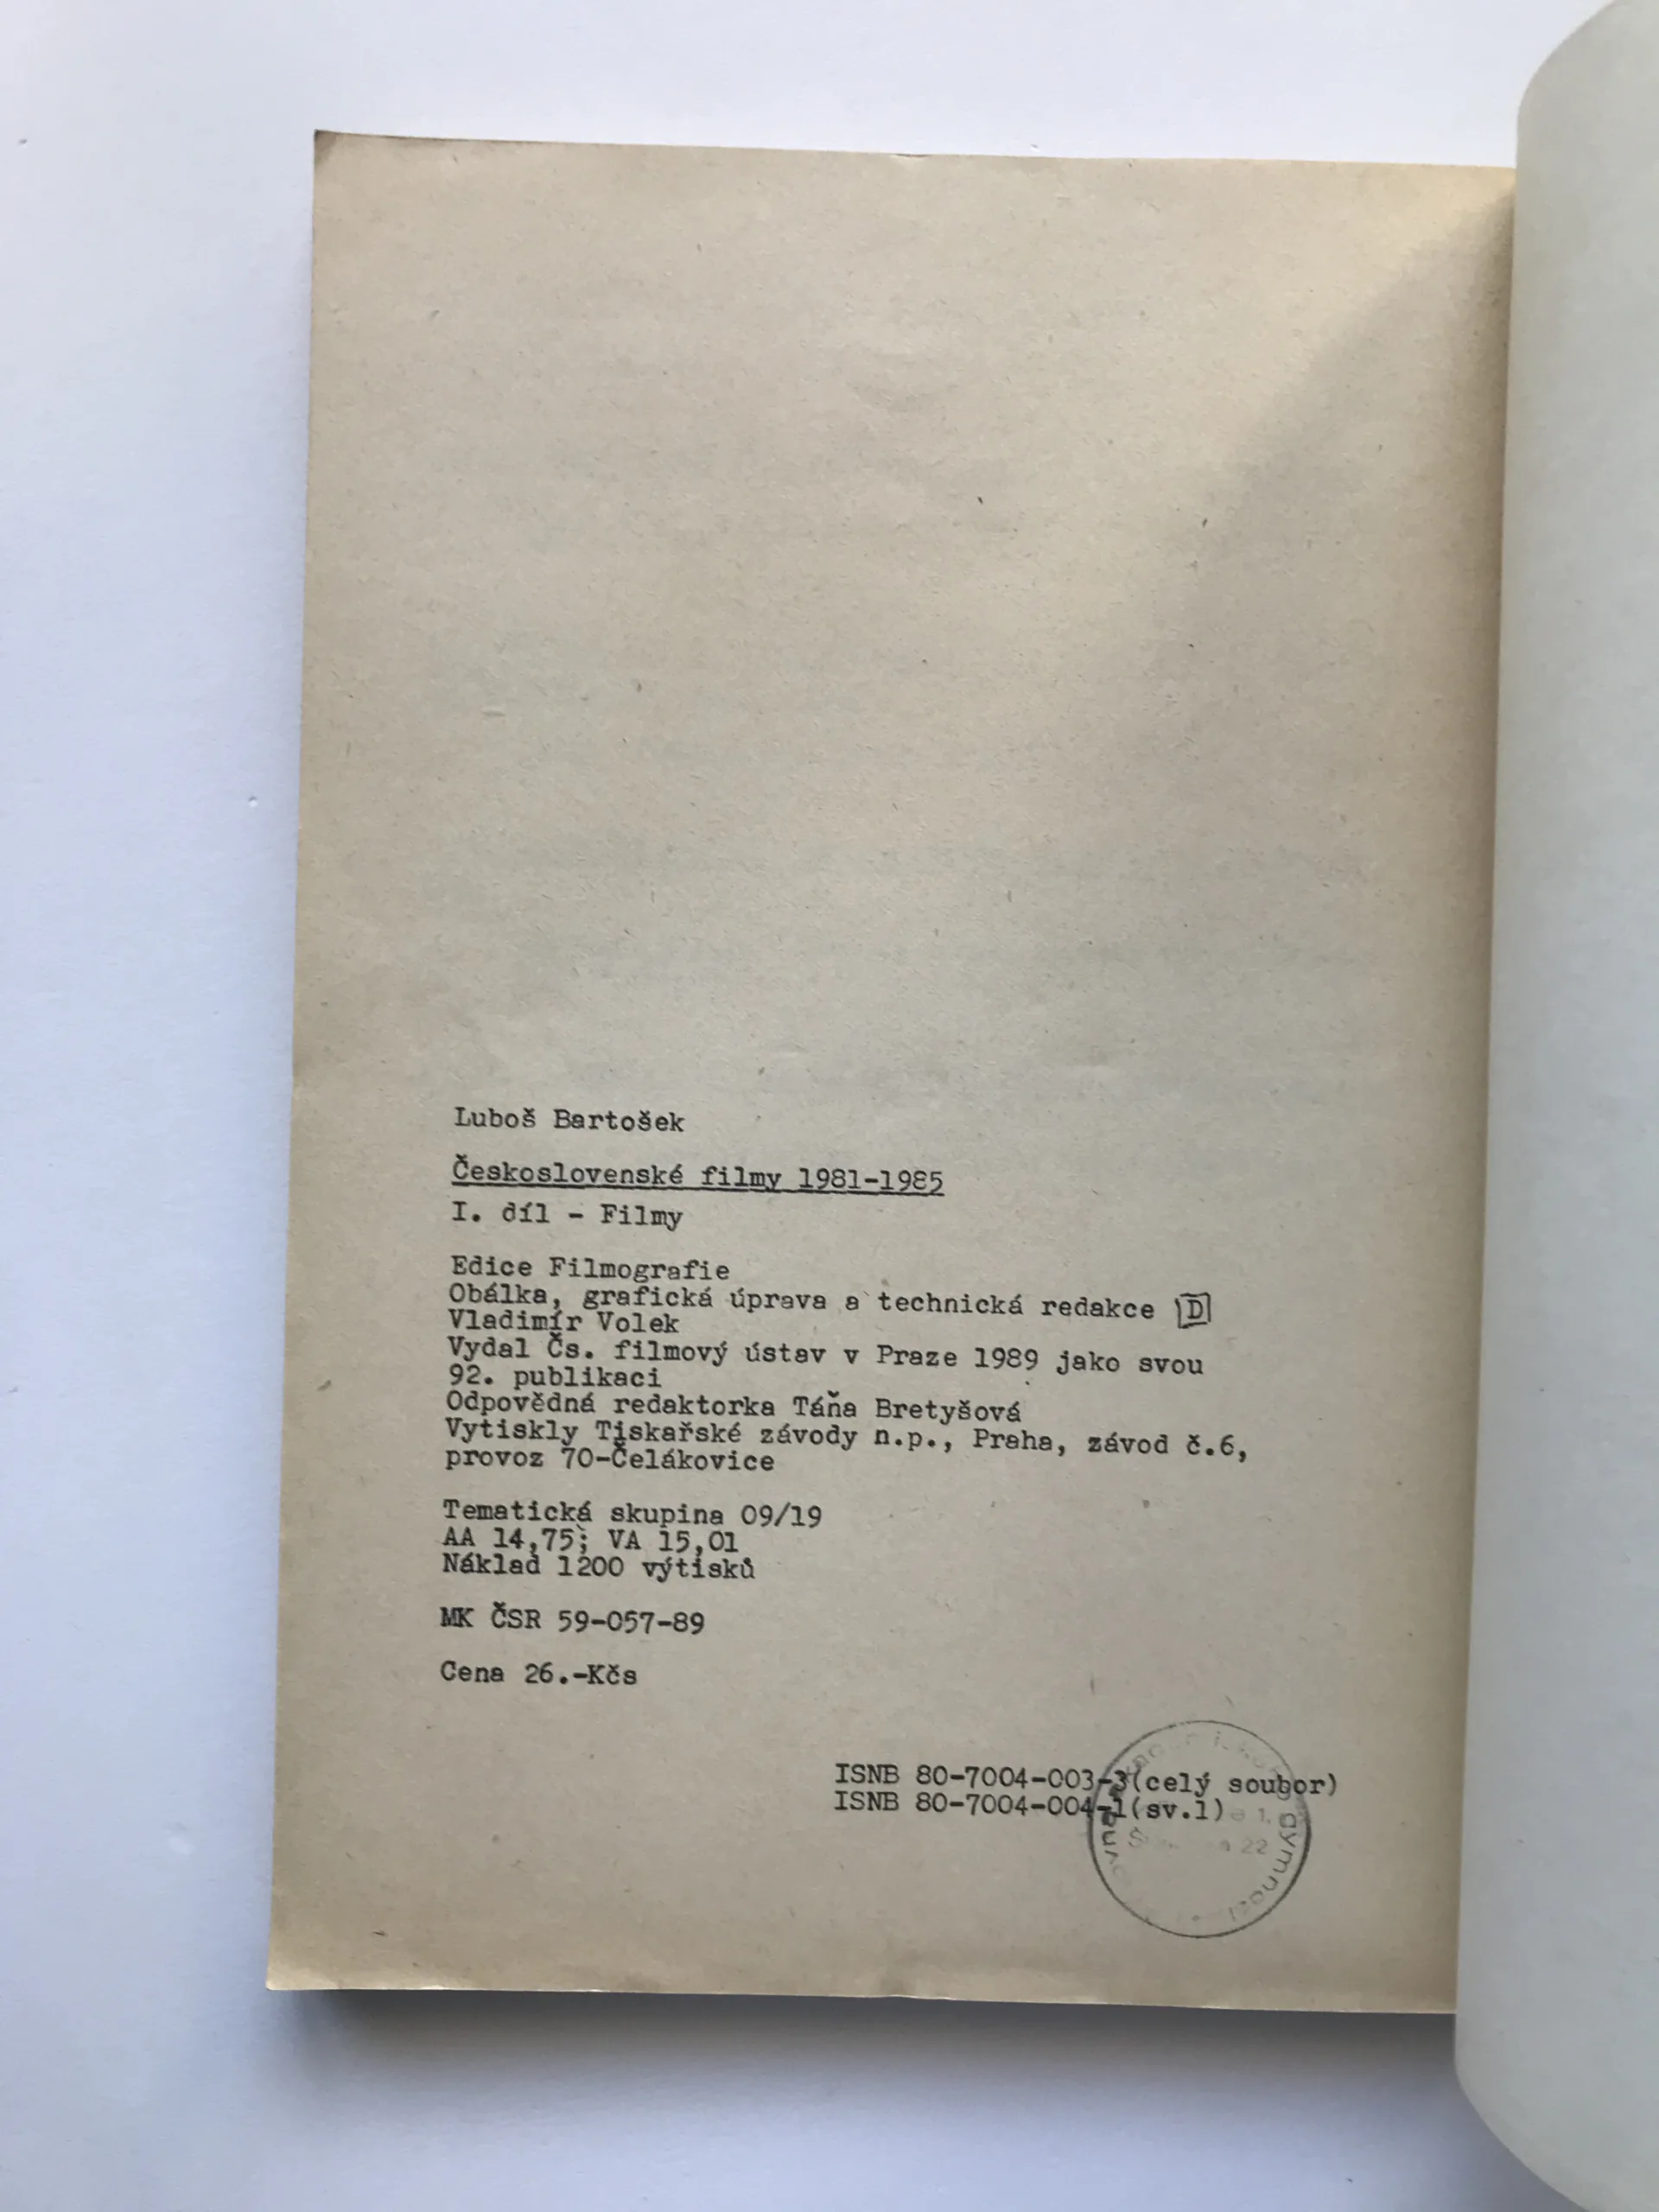 Luboš Bartošek
Československé filmy 1981-1985
I. díl - Filmy
Edice Filmografie
Obálka, grafická úprava a technická redakce D
Vladimír Volek
Vydal Čs. filmový ústav v Praze 1989 jako svou
92. publikaci
Odpovědná redaktorka Táňa Bretyšová
Vytiskly Tiskařské závody n.p., Praha, závod č.6,
provoz 70-Čelákovice
Tematická skupina 09/19
AA 14,75; VA 15,01
Náklad 1200 výtisků
MK ČSR 59-057-89
Cena 26.-Kčs
ISNB 80-7004-003-3(celý soubor)
ISNB 80-7004-004-1(sv.1)
22